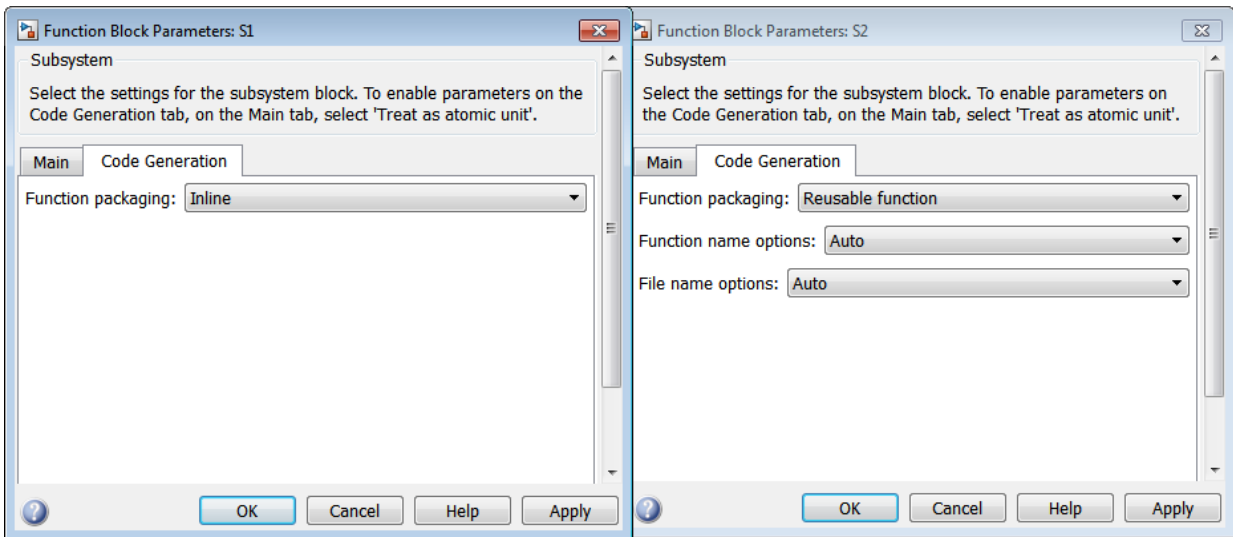 Function Block Parameters: S1
Subsystem
Select the settings for the subsystem block. To enable parameters on the
Code Generation tab, on the Main tab, select 'Treat as atomic unit'.
Main
Code Generation
Function packaging: Inline
OK
Cancel
Help
Apply
Function Block Parameters: S2
Subsystem
Select the settings for the subsystem block. To enable parameters on
the Code Generation tab, on the Main tab, select 'Treat as atomic unit'.
Main
Code Generation
Function packaging: Reusable function
Function name options: Auto
File name options: Auto
OK
Cancel
Help
Apply